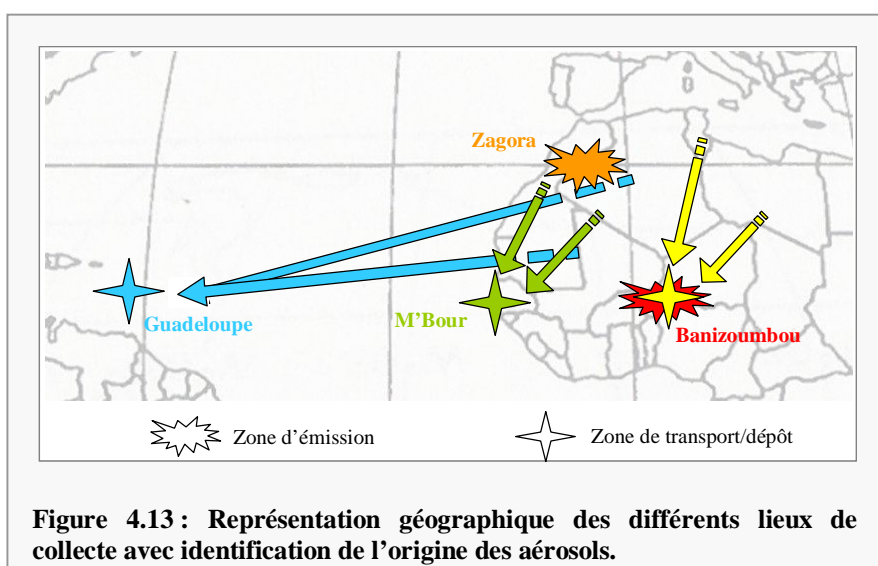 Zagora
Guadeloupe
M'Bour
Banizoumbou
Zone d'émission
Zone de transport/dépôt
Figure 4.13 : Représentation géographique des différents lieux de
collecte avec identification de l'origine des aérosols.